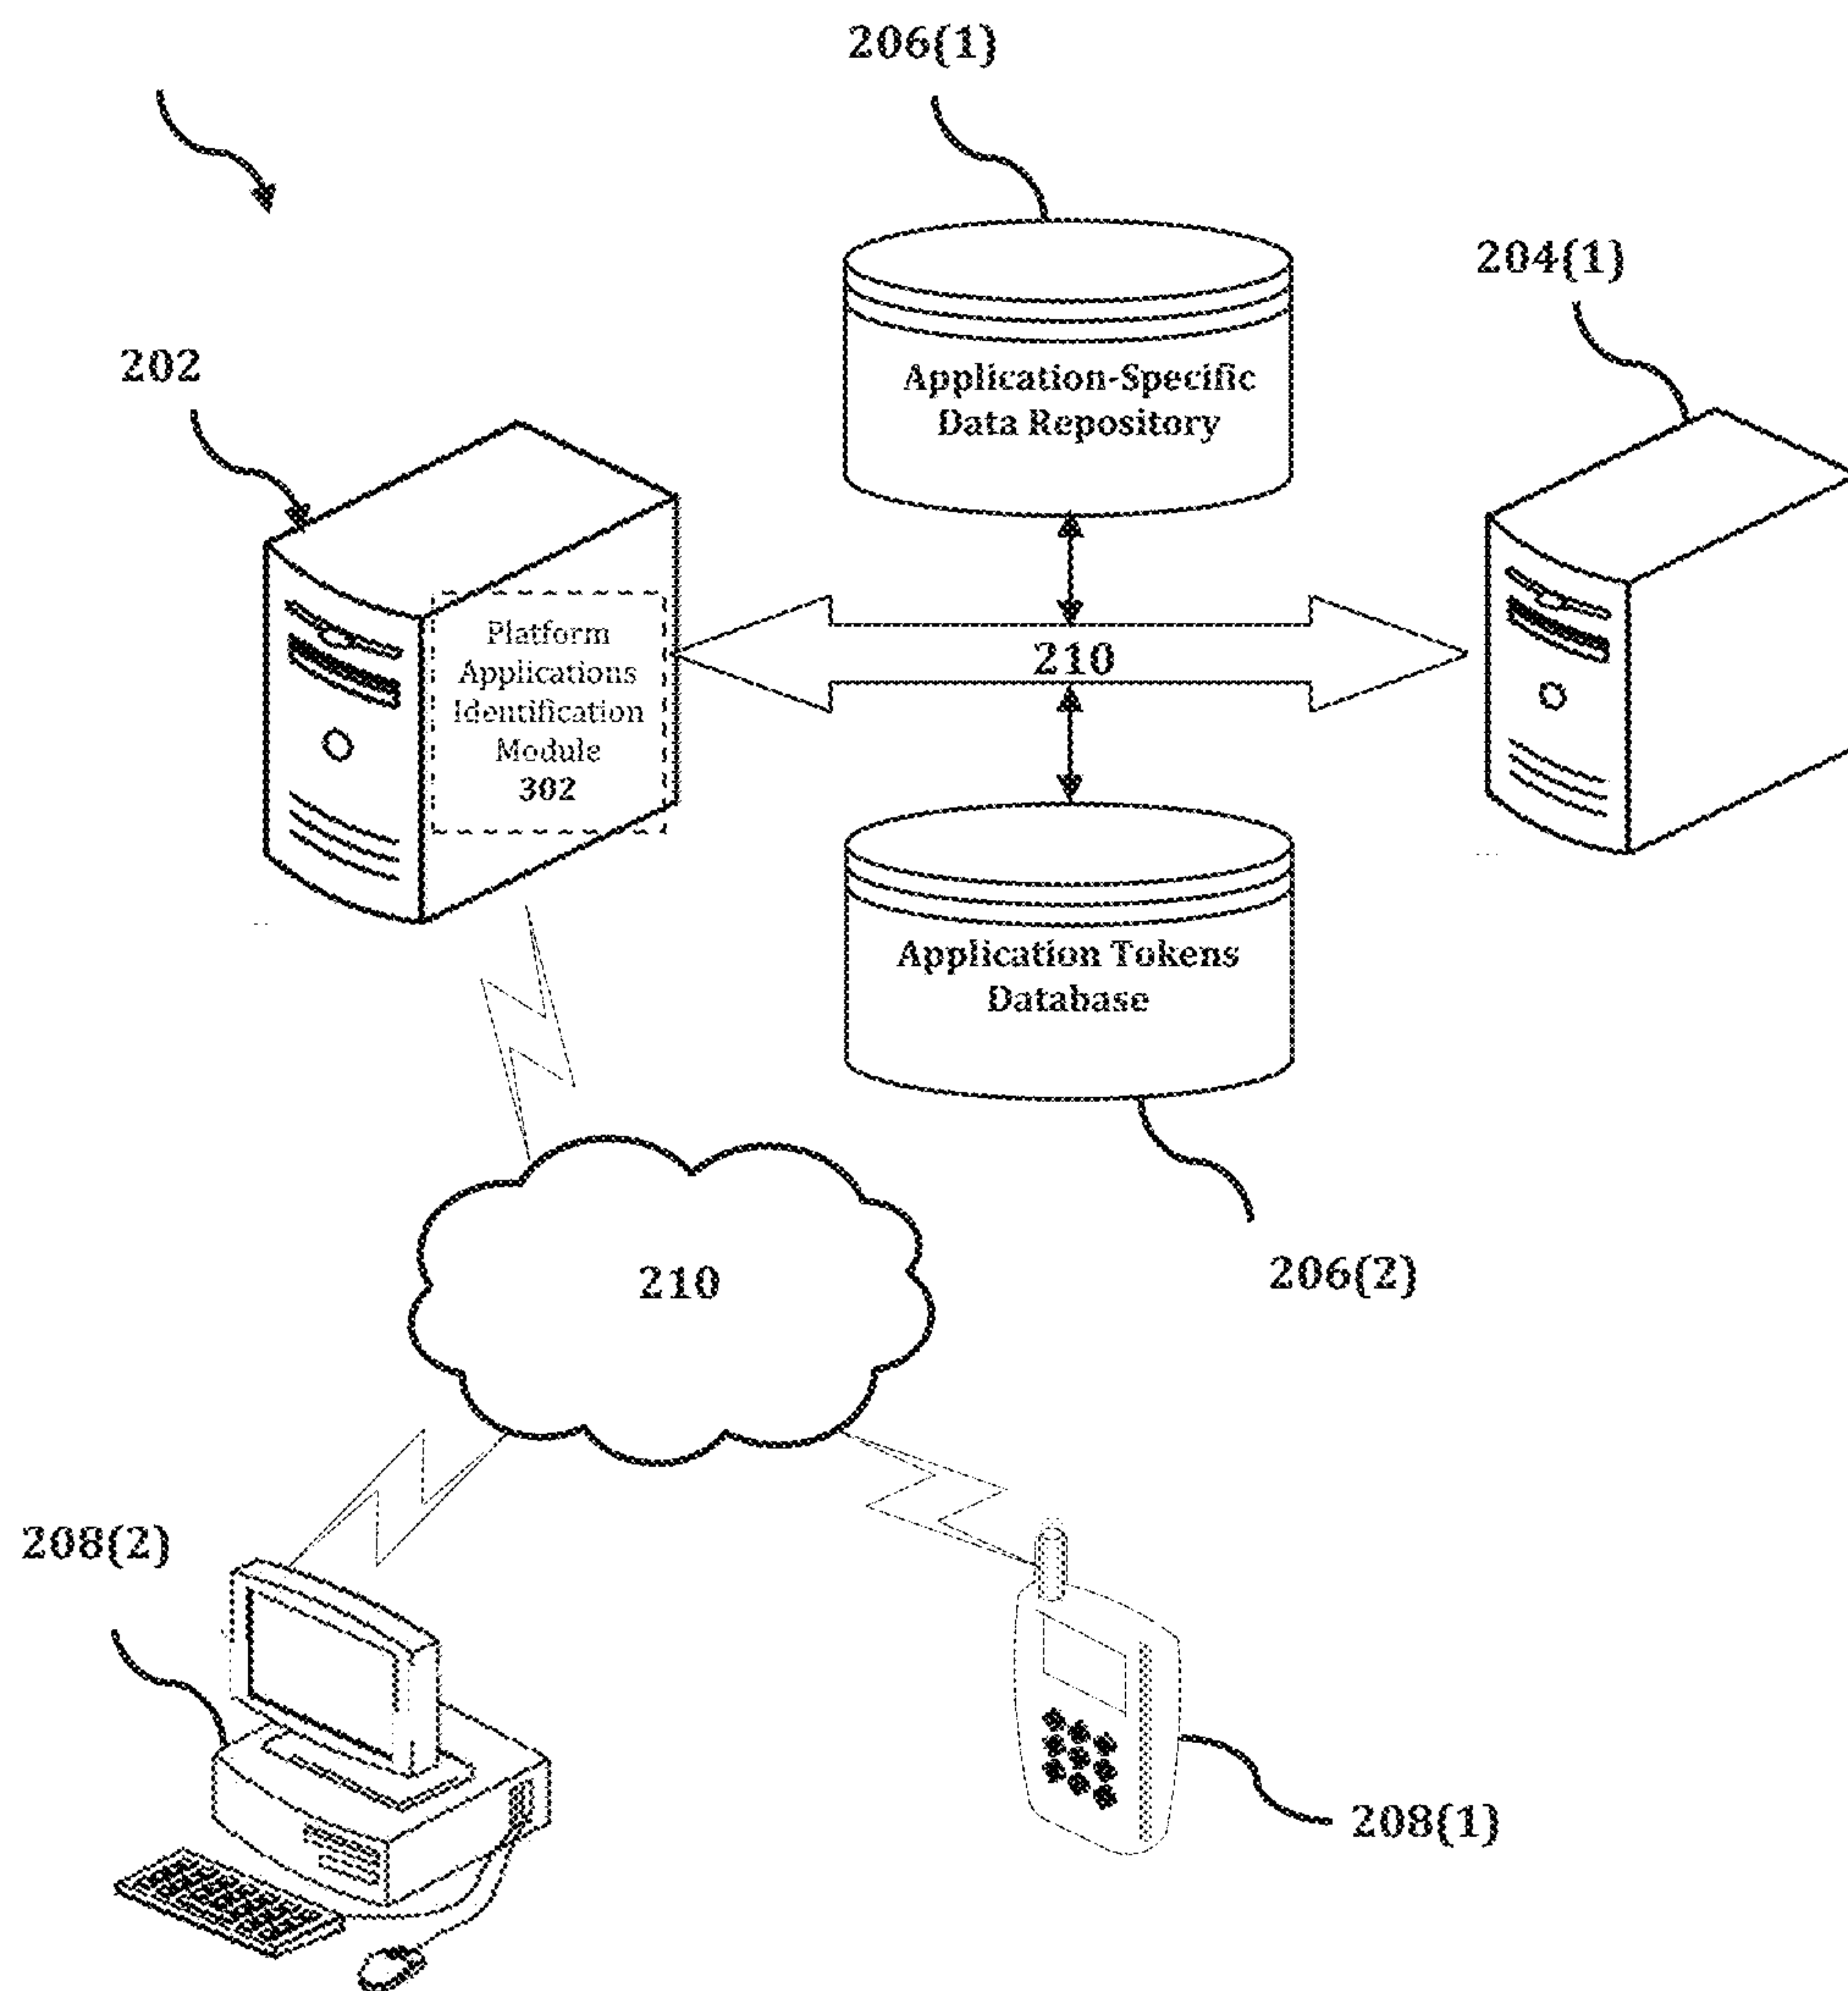 206(1)
204(1)
202
Application-Specific
Data Repository
Platform
Applications
Identification
Module
302
210
Application Tokens
Database
206(2)
210
208(2)
208(1)